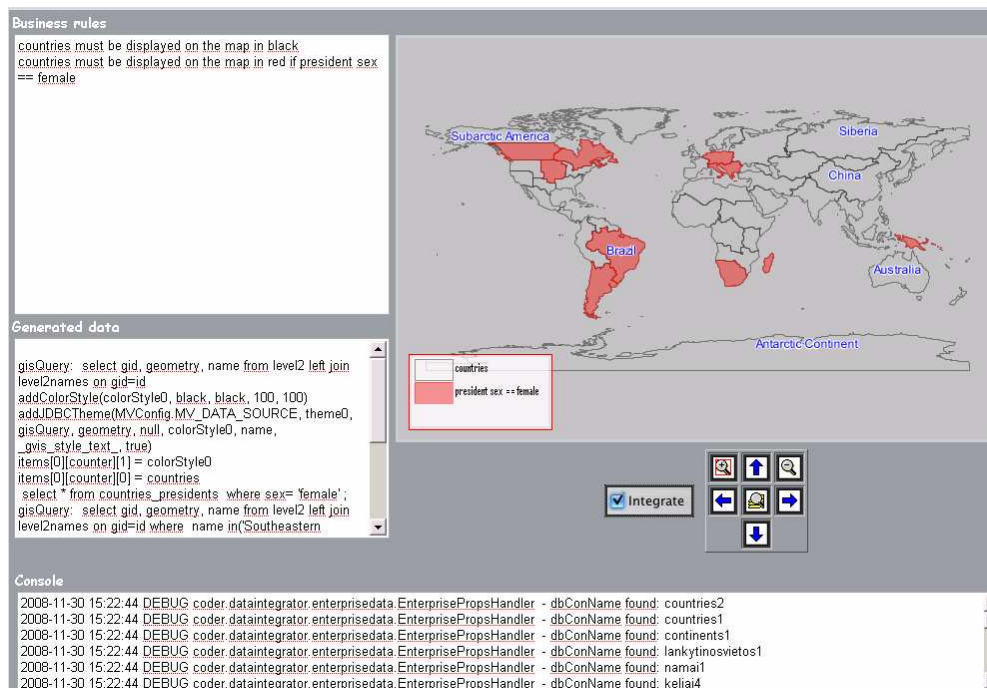 Business rules
countries must be displayed on the map in black
countries must be displayed on the map in red if president sex
== female
Subarctic America
Siberia
China
Brazil
Australia
Antarctic Continent
countries
president sex == female
Generated data
gisQuery: select gid, geometry, name from level2 left join
level2names on gid=id
addColorStyle(colorStyle0, black, black, 100, 100)
addJDBCTheme(MVConfig.MV_DATA_SOURCE, theme0,
gisQuery, geometry, null, colorStyle0, name,
_gvis_style_text_, true)
items[0][counter][1] = colorStyle0
items[0][counter][0] = countries
select * from countries_presidents where sex= 'female' ;
gisQuery: select gid, geometry, name from level2 left join
level2names on gid=id where name in('Southeastern
Integrate
Console
2008-11-30 15:22:44 DEBUG coder.dataintegrator.enterprisedata.EnterprisePropsHandler - dbConName found: countries2
2008-11-30 15:22:44 DEBUG coder.dataintegrator.enterprisedata.EnterprisePropsHandler - dbConName found: countries1
2008-11-30 15:22:44 DEBUG coder.dataintegrator.enterprisedata.EnterprisePropsHandler - dbConName found: continents1
2008-11-30 15:22:44 DEBUG coder.dataintegrator.enterprisedata.EnterprisePropsHandler - dbConName found: lankytinosvietos1
2008-11-30 15:22:44 DEBUG coder.dataintegrator.enterprisedata.EnterprisePropsHandler - dbConName found: namai1
2008-11-30 15:22:44 DEBUG coder.dataintegrator.enterprisedata.EnterprisePropsHandler - dbConName found: keliai4